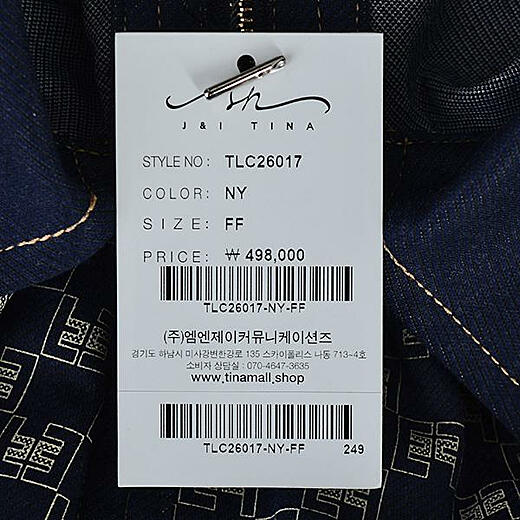 J&I TINA
STYLE NO: TLC26017
COLOR: NY
SIZE: FF
PRICE: ₩ 498,000
TLC26017-NY-FF
(주)엠엔제이커뮤니케이션즈
경기도 하남시 미사강변한강로 135 스카이폴리스 나동 713-4호
소비자 상담실 : 070-4647-3635
www.tinamall.shop
TLC26017-NY-FF
249